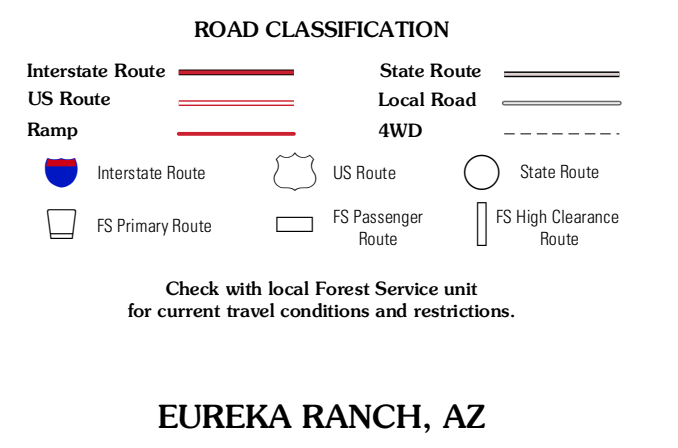 ROAD CLASSIFICATION
Interstate Route
State Route
US Route
Local Road
Ramp
4WD
Interstate Route
US Route
State Route
FS Primary Route
FS Passenger
Route
FS High Clearance
Route
Check with local Forest Service unit
for current travel conditions and restrictions.
EUREKA RANCH, AZ